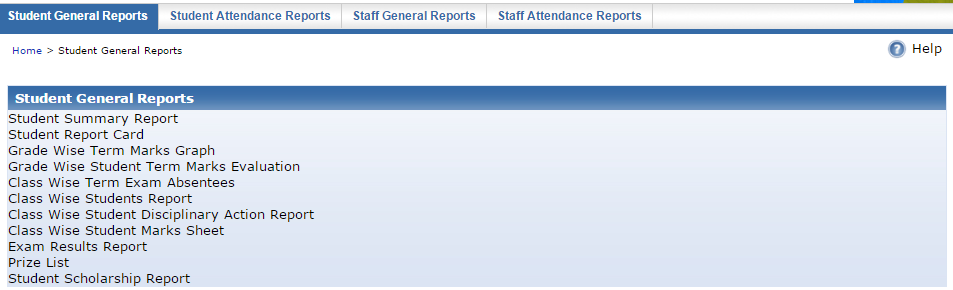 Student General Reports Student Attendance Reports Staff General Reports Staff Attendance Reports
Home > Student General Reports
? Help
Student General Reports
Student Summary Report
Student Report Card
Grade Wise Term Marks Graph
Grade Wise Student Term Marks Evaluation
Class Wise Term Exam Absentees
Class Wise Students Report
Class Wise Student Disciplinary Action Report
Class Wise Student Marks Sheet
Exam Results Report
Prize List
Student Scholarship Report